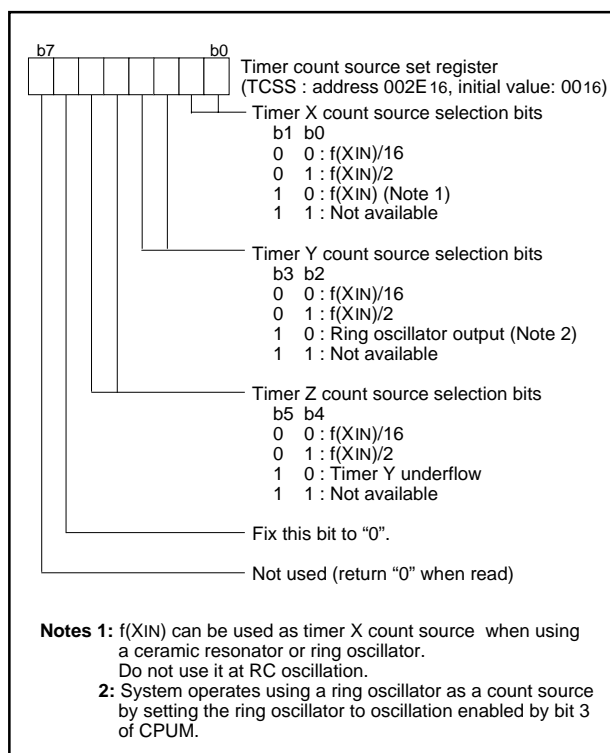 b7 b0
Timer count source set register
(TCSS : address 002E16, initial value: 0016)
Timer X count source selection bits
b1 b0
0 0 : f(XIN)/16
0 1 : f(XIN)/2
1 0 : f(XIN) (Note 1)
1 1 : Not available
Timer Y count source selection bits
b3 b2
0 0 : f(XIN)/16
0 1 : f(XIN)/2
1 0 : Ring oscillator output (Note 2)
1 1 : Not available
Timer Z count source selection bits
b5 b4
0 0 : f(XIN)/16
0 1 : f(XIN)/2
1 0 : Timer Y underflow
1 1 : Not available
Fix this bit to “0”.
Not used (return “0” when read)
Notes 1: f(XIN) can be used as timer X count source when using
a ceramic resonator or ring oscillator.
Do not use it at RC oscillation.
2: System operates using a ring oscillator as a count source
by setting the ring oscillator to oscillation enabled by bit 3
of CPUM.